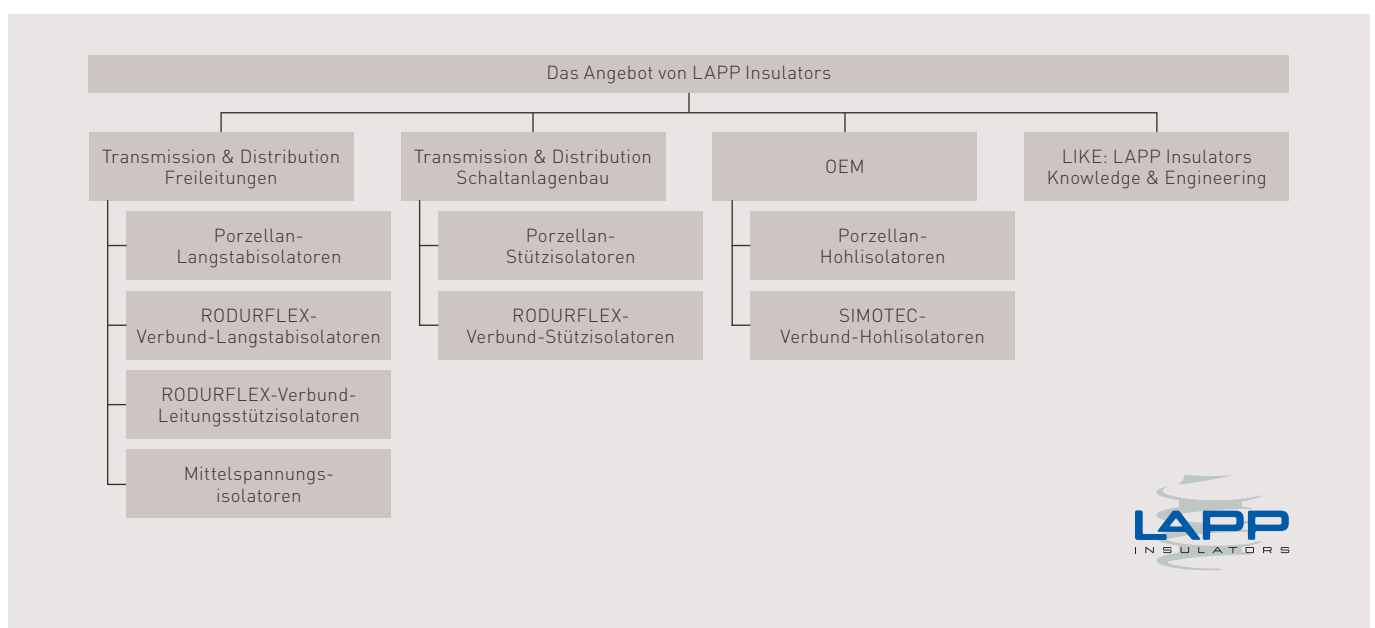 Das Angebot von LAPP Insulators
Transmission & Distribution
Freileitungen
Porzellan-
Langstabisolatoren
RODURFLEX-
Verbund-Langstabisolatoren
RODURFLEX-Verbund-
Leitungsstützisolatoren
Mittelspannungs-
isolatoren
Transmission & Distribution
Schaltanlagenbau
Porzellan-
Stützisolatoren
RODURFLEX-
Verbund-Stützisolatoren
OEM
Porzellan-
Hohlisolatoren
SIMOTEC-
Verbund-Hohlisolatoren
LIKE: LAPP Insulators
Knowledge & Engineering
LAPP
INSULATORS